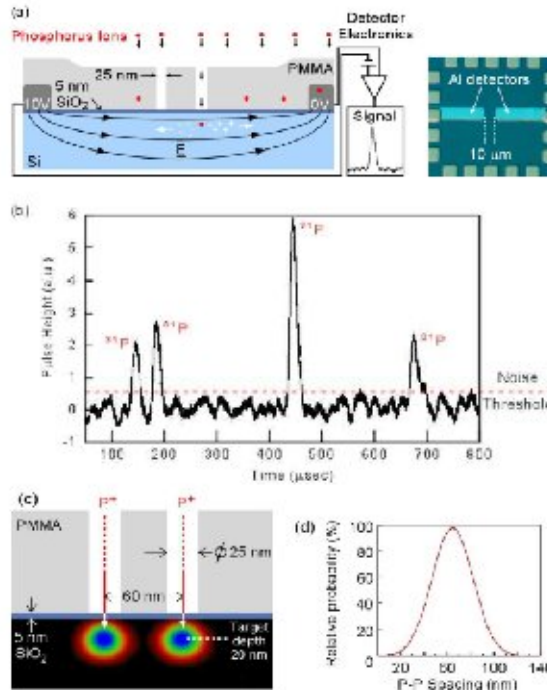 (a)
Phosphorus Ions
Detector
Electronics
25 nm
PMMA
5 nm
SiO₂
10V
0V
E
Si
Signal
Al detectors
10 μm
(b)
Pulse Height (a.u.)
6
5
4
3
2
1
0
-1
³¹P
³¹P
³¹P
³¹P
Noise
Threshold
100
200
300
400
500
600
700
800
Time (μsec)
(c)
P⁺
P⁺
PMMA
ϕ25 nm
60 nm
5 nm
SiO₂
Target
depth
20 nm
(d)
Relative probability (%)
100
80
60
40
20
0
20
60
100
140
P-P Spacing (nm)